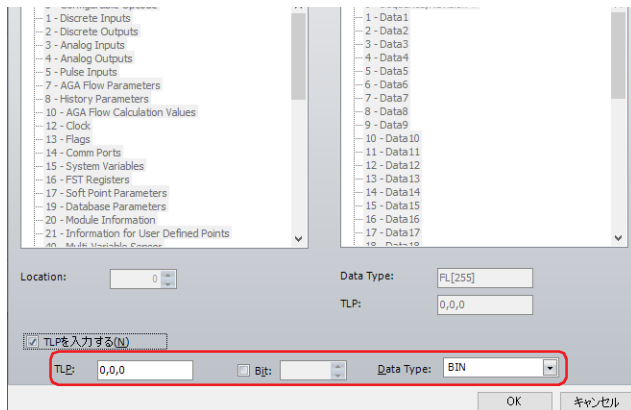 1 - Discrete Inputs
2 - Discrete Outputs
3 - Analog Inputs
4 - Analog Outputs
5 - Pulse Inputs
7 - AGA Flow Parameters
8 - History Parameters
10 - AGA Flow Calculation Values
12 - Clock
13 - Flags
14 - Comm Ports
15 - System Variables
16 - FST Registers
17 - Soft Point Parameters
19 - Database Parameters
20 - Module Information
21 - Information for User Defined Points
40 - Multi Variable Sensor
1 - Data1
2 - Data2
3 - Data3
4 - Data4
5 - Data5
6 - Data6
7 - Data7
8 - Data8
9 - Data9
10 - Data10
11 - Data11
12 - Data12
13 - Data13
14 - Data14
15 - Data15
16 - Data16
17 - Data17
18 - Data18
Location: 0
Data Type: FL[255]
TLP: 0,0,0
TLPを入力する(N)
TLP: 0,0,0 Bit: Data Type: BIN
OK キャンセル